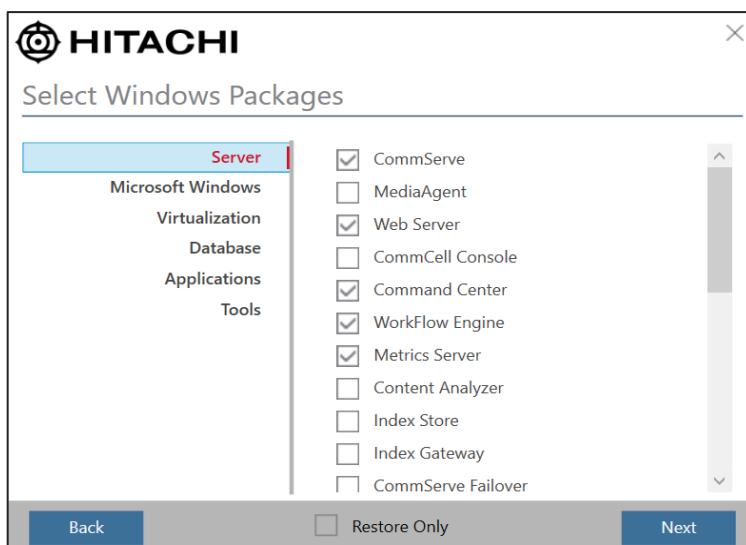 HITACHI
Select Windows Packages
Server
Microsoft Windows
Virtualization
Database
Applications
Tools
CommServe
MediaAgent
Web Server
CommCell Console
Command Center
WorkFlow Engine
Metrics Server
Content Analyzer
Index Store
Index Gateway
CommServe Failover
Back
Restore Only
Next